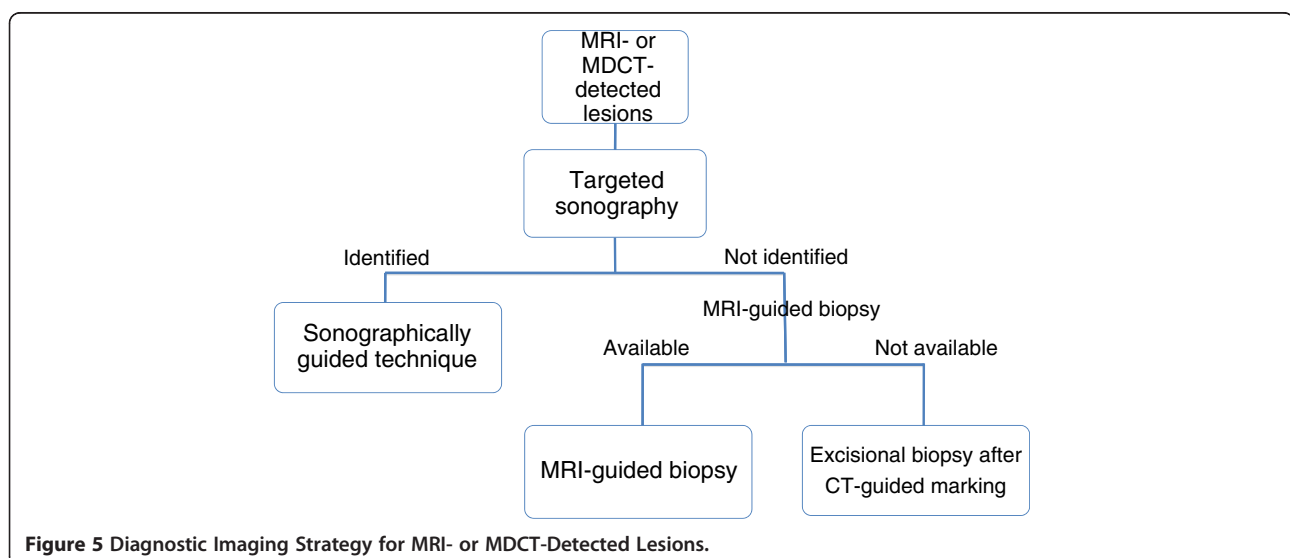 MRI- or
MDCT-
detected
lesions
Targeted
sonography
Identified
Not identified
Sonographically
guided technique
MRI-guided biopsy
Available
Not available
MRI-guided biopsy
Excisional biopsy after
CT-guided marking
Figure 5 Diagnostic Imaging Strategy for MRI- or MDCT-Detected Lesions.